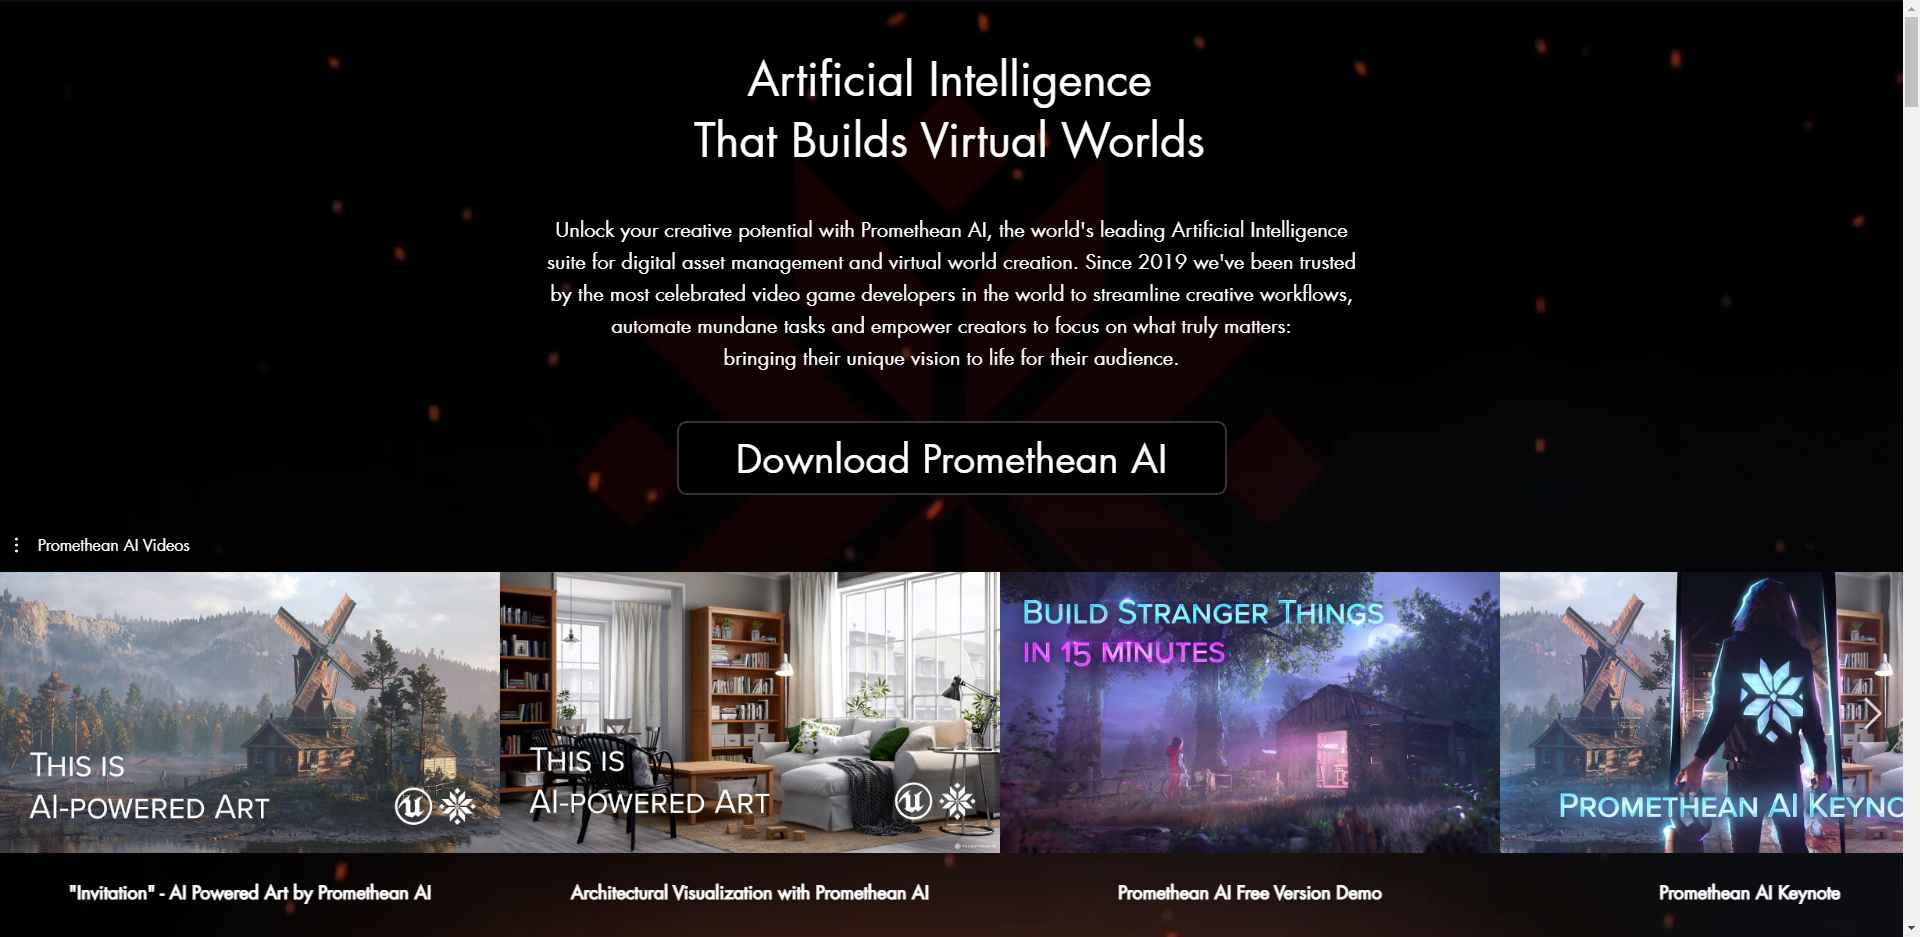 Artificial Intelligence
That Builds Virtual Worlds
Unlock your creative potential with Promethean AI, the world's leading Artificial Intelligence
suite for digital asset management and virtual world creation. Since 2019 we've been trusted
by the most celebrated video game developers in the world to streamline creative workflows,
automate mundane tasks and empower creators to focus on what truly matters:
bringing their unique vision to life for their audience.
Download Promethean AI
Promethean AI Videos
THIS IS
AI-POWERED ART
THIS IS
AI-POWERED ART
BUILD STRANGER THINGS
IN 15 MINUTES
PROMETHEAN AI KEYNO
"Invitation" - AI Powered Art by Promethean AI
Architectural Visualization with Promethean AI
Promethean AI Free Version Demo
Promethean AI Keynote